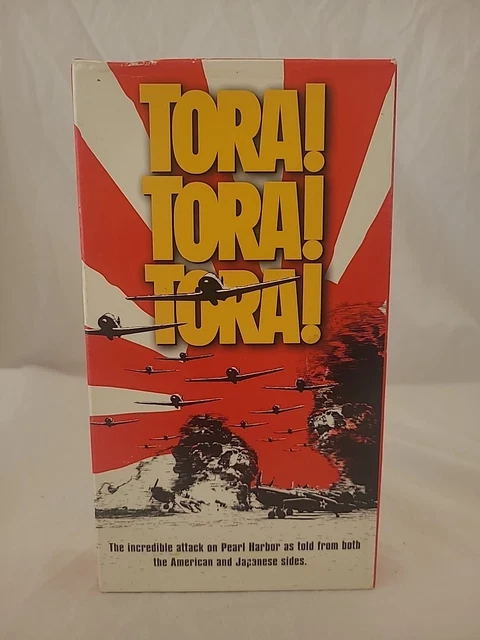 TORA!
TORA!
TORA!
The incredible attack on Pearl Harbor as told from both
the American and Japanese sides.